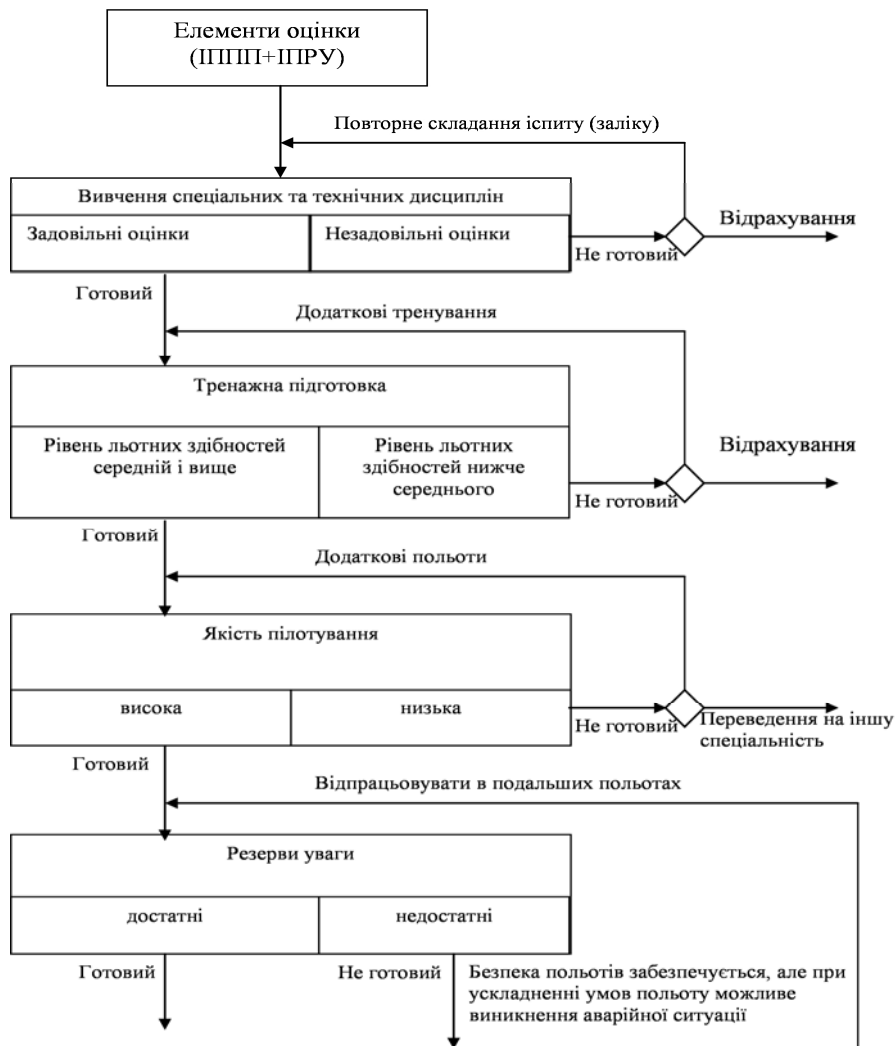 Елементи оцінки
(ІППП+ІПРУ)
Повторне складання іспиту (заліку)
Вивчення спеціальних та технічних дисциплін
Задовільні оцінки
Незадовільні оцінки
Не готовий
Відрахування
Готовий
Додаткові тренування
Тренажна підготовка
Рівень льотних здібностей
середній і вище
Рівень льотних
здібностей нижче
середнього
Не готовий
Відрахування
Готовий
Додаткові польоти
Якість пілотування
висока
низька
Не готовий
Переведення на іншу
спеціальність
Готовий
Відпрацьовувати в подальших польотах
Резерви уваги
достатні
недостатні
Готовий
Не готовий
Безпека польотів забезпечується, але при
ускладненні умов польоту можливе
виникнення аварійної ситуації